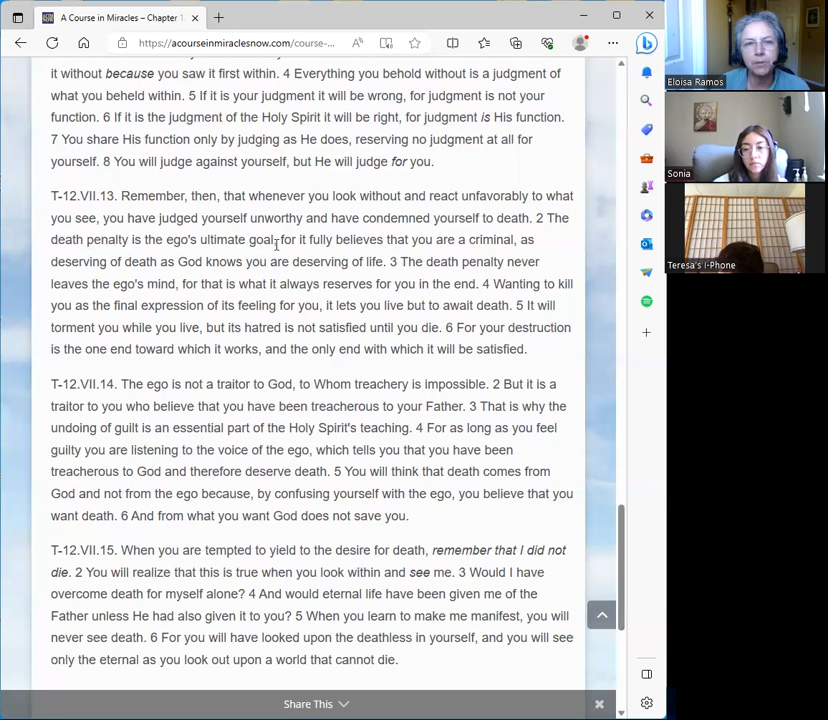 A Course in Miracles – Chapter 1
https://acourseinmiraclesnow.com/course-...
it without because you saw it first within. 4 Everything you behold without is a judgment of
what you beheld within. 5 If it is your judgment it will be wrong, for judgment is not your
function. 6 If it is the judgment of the Holy Spirit it will be right, for judgment is His function.
7 You share His function only by judging as He does, reserving no judgment at all for
yourself. 8 You will judge against yourself, but He will judge for you.
T-12.VII.13. Remember, then, that whenever you look without and react unfavorably to what
you see, you have judged yourself unworthy and have condemned yourself to death. 2 The
death penalty is the ego's ultimate goal, for it fully believes that you are a criminal, as
deserving of death as God knows you are deserving of life. 3 The death penalty never
leaves the ego's mind, for that is what it always reserves for you in the end. 4 Wanting to kill
you as the final expression of its feeling for you, it lets you live but to await death. 5 It will
torment you while you live, but its hatred is not satisfied until you die. 6 For your destruction
is the one end toward which it works, and the only end with which it will be satisfied.
T-12.VII.14. The ego is not a traitor to God, to Whom treachery is impossible. 2 But it is a
traitor to you who believe that you have been treacherous to your Father. 3 That is why the
undoing of guilt is an essential part of the Holy Spirit's teaching. 4 For as long as you feel
guilty you are listening to the voice of the ego, which tells you that you have been
treacherous to God and therefore deserve death. 5 You will think that death comes from
God and not from the ego because, by confusing yourself with the ego, you believe that you
want death. 6 And from what you want God does not save you.
T-12.VII.15. When you are tempted to yield to the desire for death, remember that I did not
die. 2 You will realize that this is true when you look within and see me. 3 Would I have
overcome death for myself alone? 4 And would eternal life have been given me of the
Father unless He had also given it to you? 5 When you learn to make me manifest, you will
never see death. 6 For you will have looked upon the deathless in yourself, and you will see
only the eternal as you look out upon a world that cannot die.
Share This
Eloisa Ramos
Sonia
Teresa's I-Phone